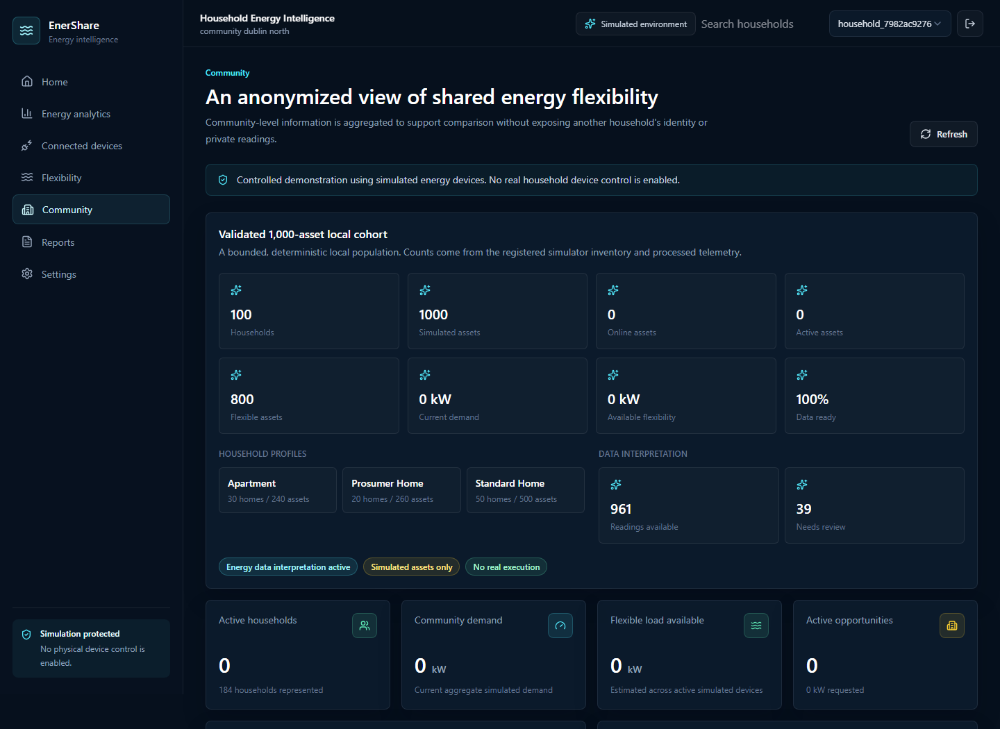 EnerShare
Energy intelligence
Home
Energy analytics
Connected devices
Flexibility
Community
Reports
Settings
Simulation protected
No physical device control is
enabled.
Household Energy Intelligence
community dublin north
Simulated environment
Search households
household_7982ac9276
Community
An anonymized view of shared energy flexibility
Community-level information is aggregated to support comparison without exposing another household's identity or
private readings.
Refresh
Controlled demonstration using simulated energy devices. No real household device control is enabled.
Validated 1,000-asset local cohort
A bounded, deterministic local population. Counts come from the registered simulator inventory and processed telemetry.
100
Households
1000
Simulated assets
0
Online assets
0
Active assets
800
Flexible assets
0 kW
Current demand
0 kW
Available flexibility
100%
Data ready
HOUSEHOLD PROFILES
Apartment
30 homes / 240 assets
Prosumer Home
20 homes / 260 assets
Standard Home
50 homes / 500 assets
DATA INTERPRETATION
961
Readings available
39
Needs review
Energy data interpretation active
Simulated assets only
No real execution
Active households
0
184 households represented
Community demand
0 kW
Current aggregate simulated demand
Flexible load available
0 kW
Estimated across active simulated devices
Active opportunities
0
0 kW requested